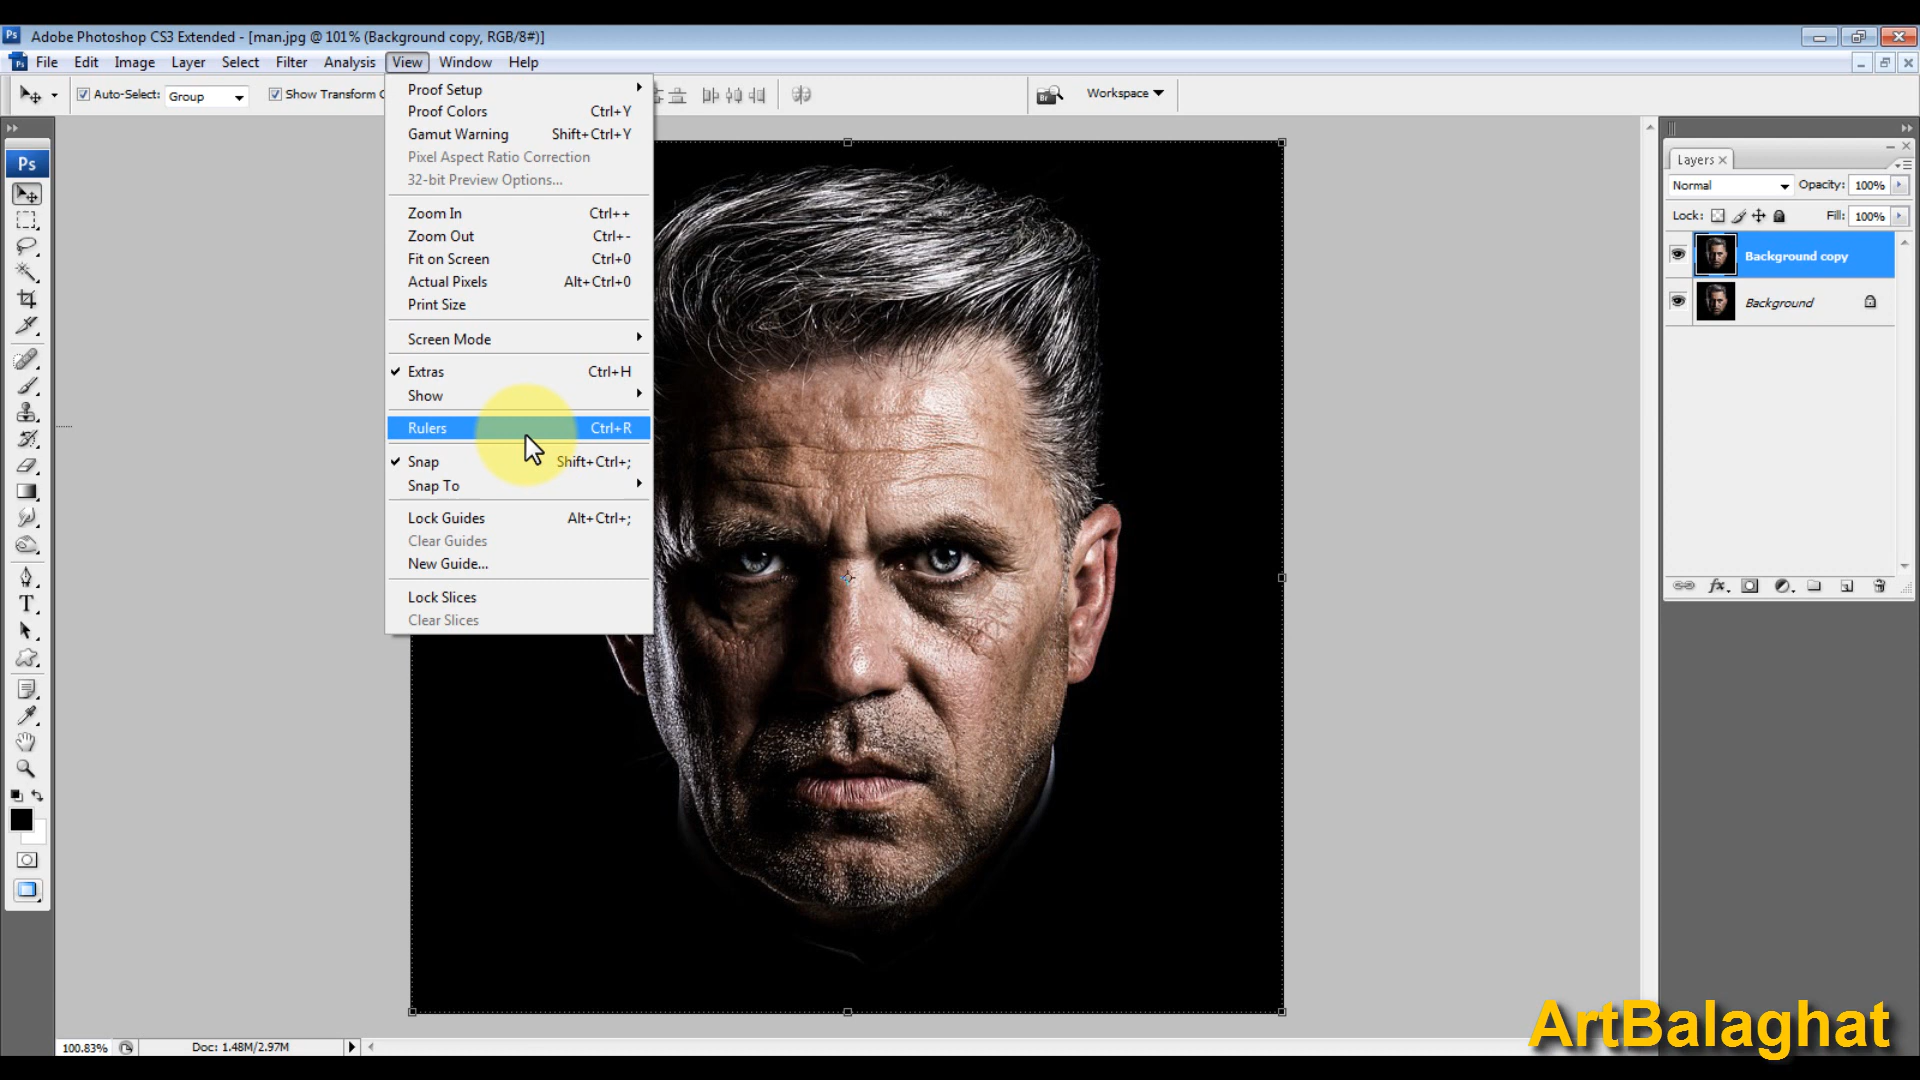 Ps Adobe Photoshop CS3 Extended - [man.jpg @ 101% (Background copy, RGB/8#)]
File Edit Image Layer Select Filter Analysis View Window Help
Auto-Select: Group Show Transform C Workspace
Proof Setup
Proof Colors Ctrl+Y
Gamut Warning Shift+Ctrl+Y
Pixel Aspect Ratio Correction
32-bit Preview Options...
Zoom In Ctrl++
Zoom Out Ctrl+-
Fit on Screen Ctrl+0
Actual Pixels Alt+Ctrl+0
Print Size
Screen Mode
Extras Ctrl+H
Show
Rulers Ctrl+R
Snap Shift+Ctrl+;
Snap To
Lock Guides Alt+Ctrl+;
Clear Guides
New Guide...
Lock Slices
Clear Slices
Ps
T
Layers
Normal Opacity: 100%
Lock: Fill: 100%
Background copy
Background
fx
100.83% Doc: 1.48M/2.97M
ArtBalaghat